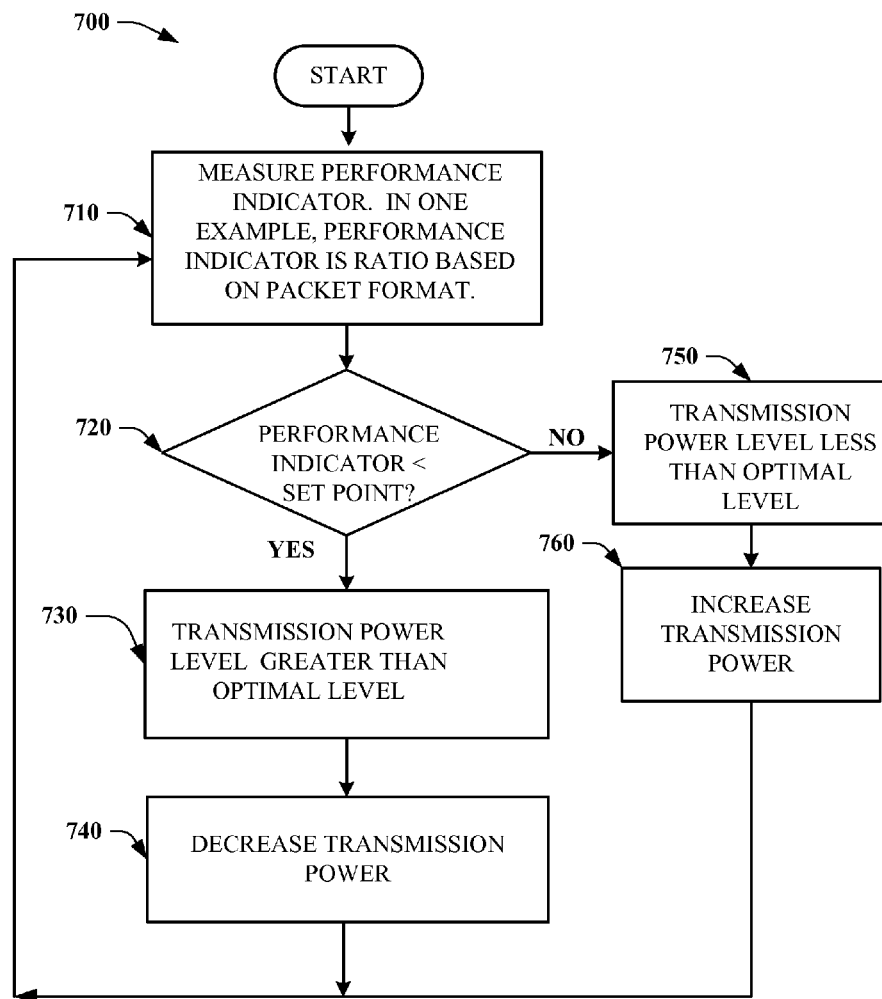 700
START
710
MEASURE PERFORMANCE
INDICATOR. IN ONE
EXAMPLE, PERFORMANCE
INDICATOR IS RATIO BASED
ON PACKET FORMAT.
720
PERFORMANCE
INDICATOR <
SET POINT?
NO
YES
750
TRANSMISSION
POWER LEVEL LESS
THAN OPTIMAL
LEVEL
760
INCREASE
TRANSMISSION
POWER
730
TRANSMISSION POWER
LEVEL GREATER THAN
OPTIMAL LEVEL
740
DECREASE TRANSMISSION
POWER